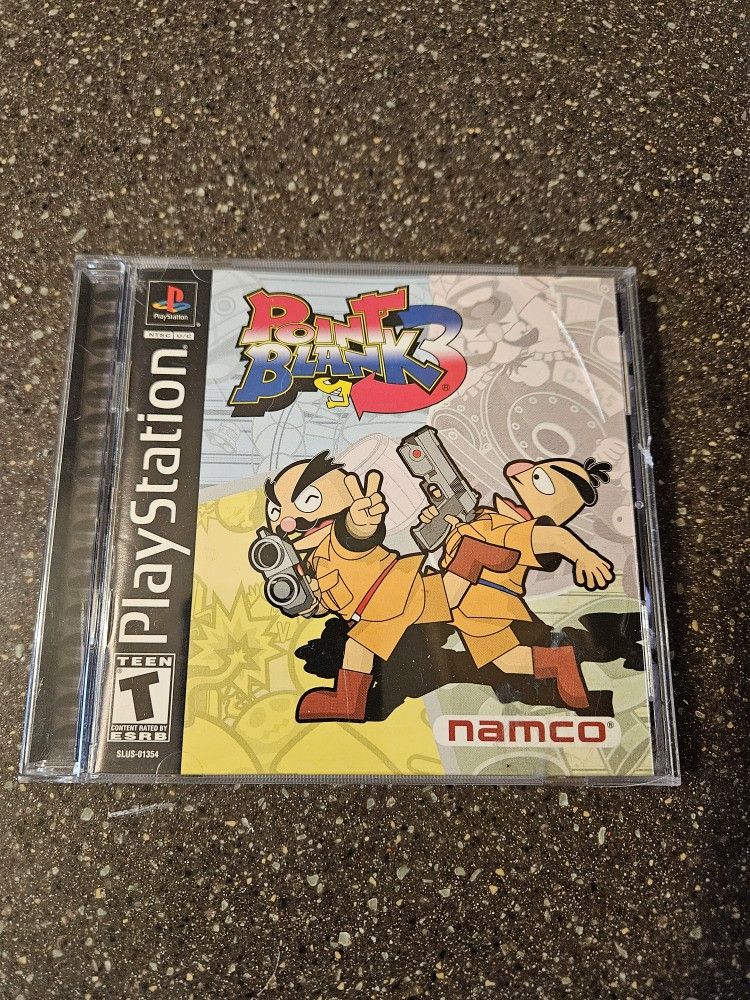 PlayStation
NTSC U/C
PlayStation
TEEN
T
CONTENT RATED BY
ESRB
SLUS-01354
POINT
BLANK 3
namco